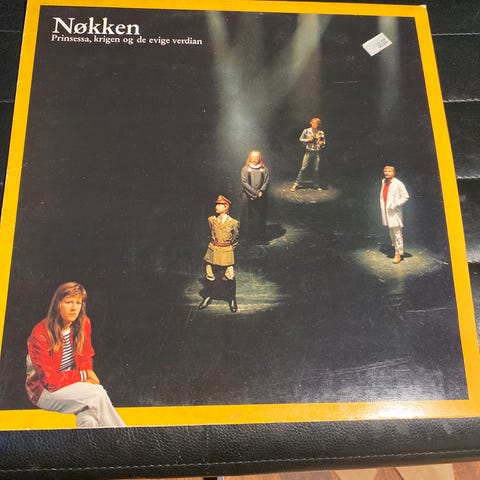 Nøkken
Prinsessa, krigen og de evige verdian